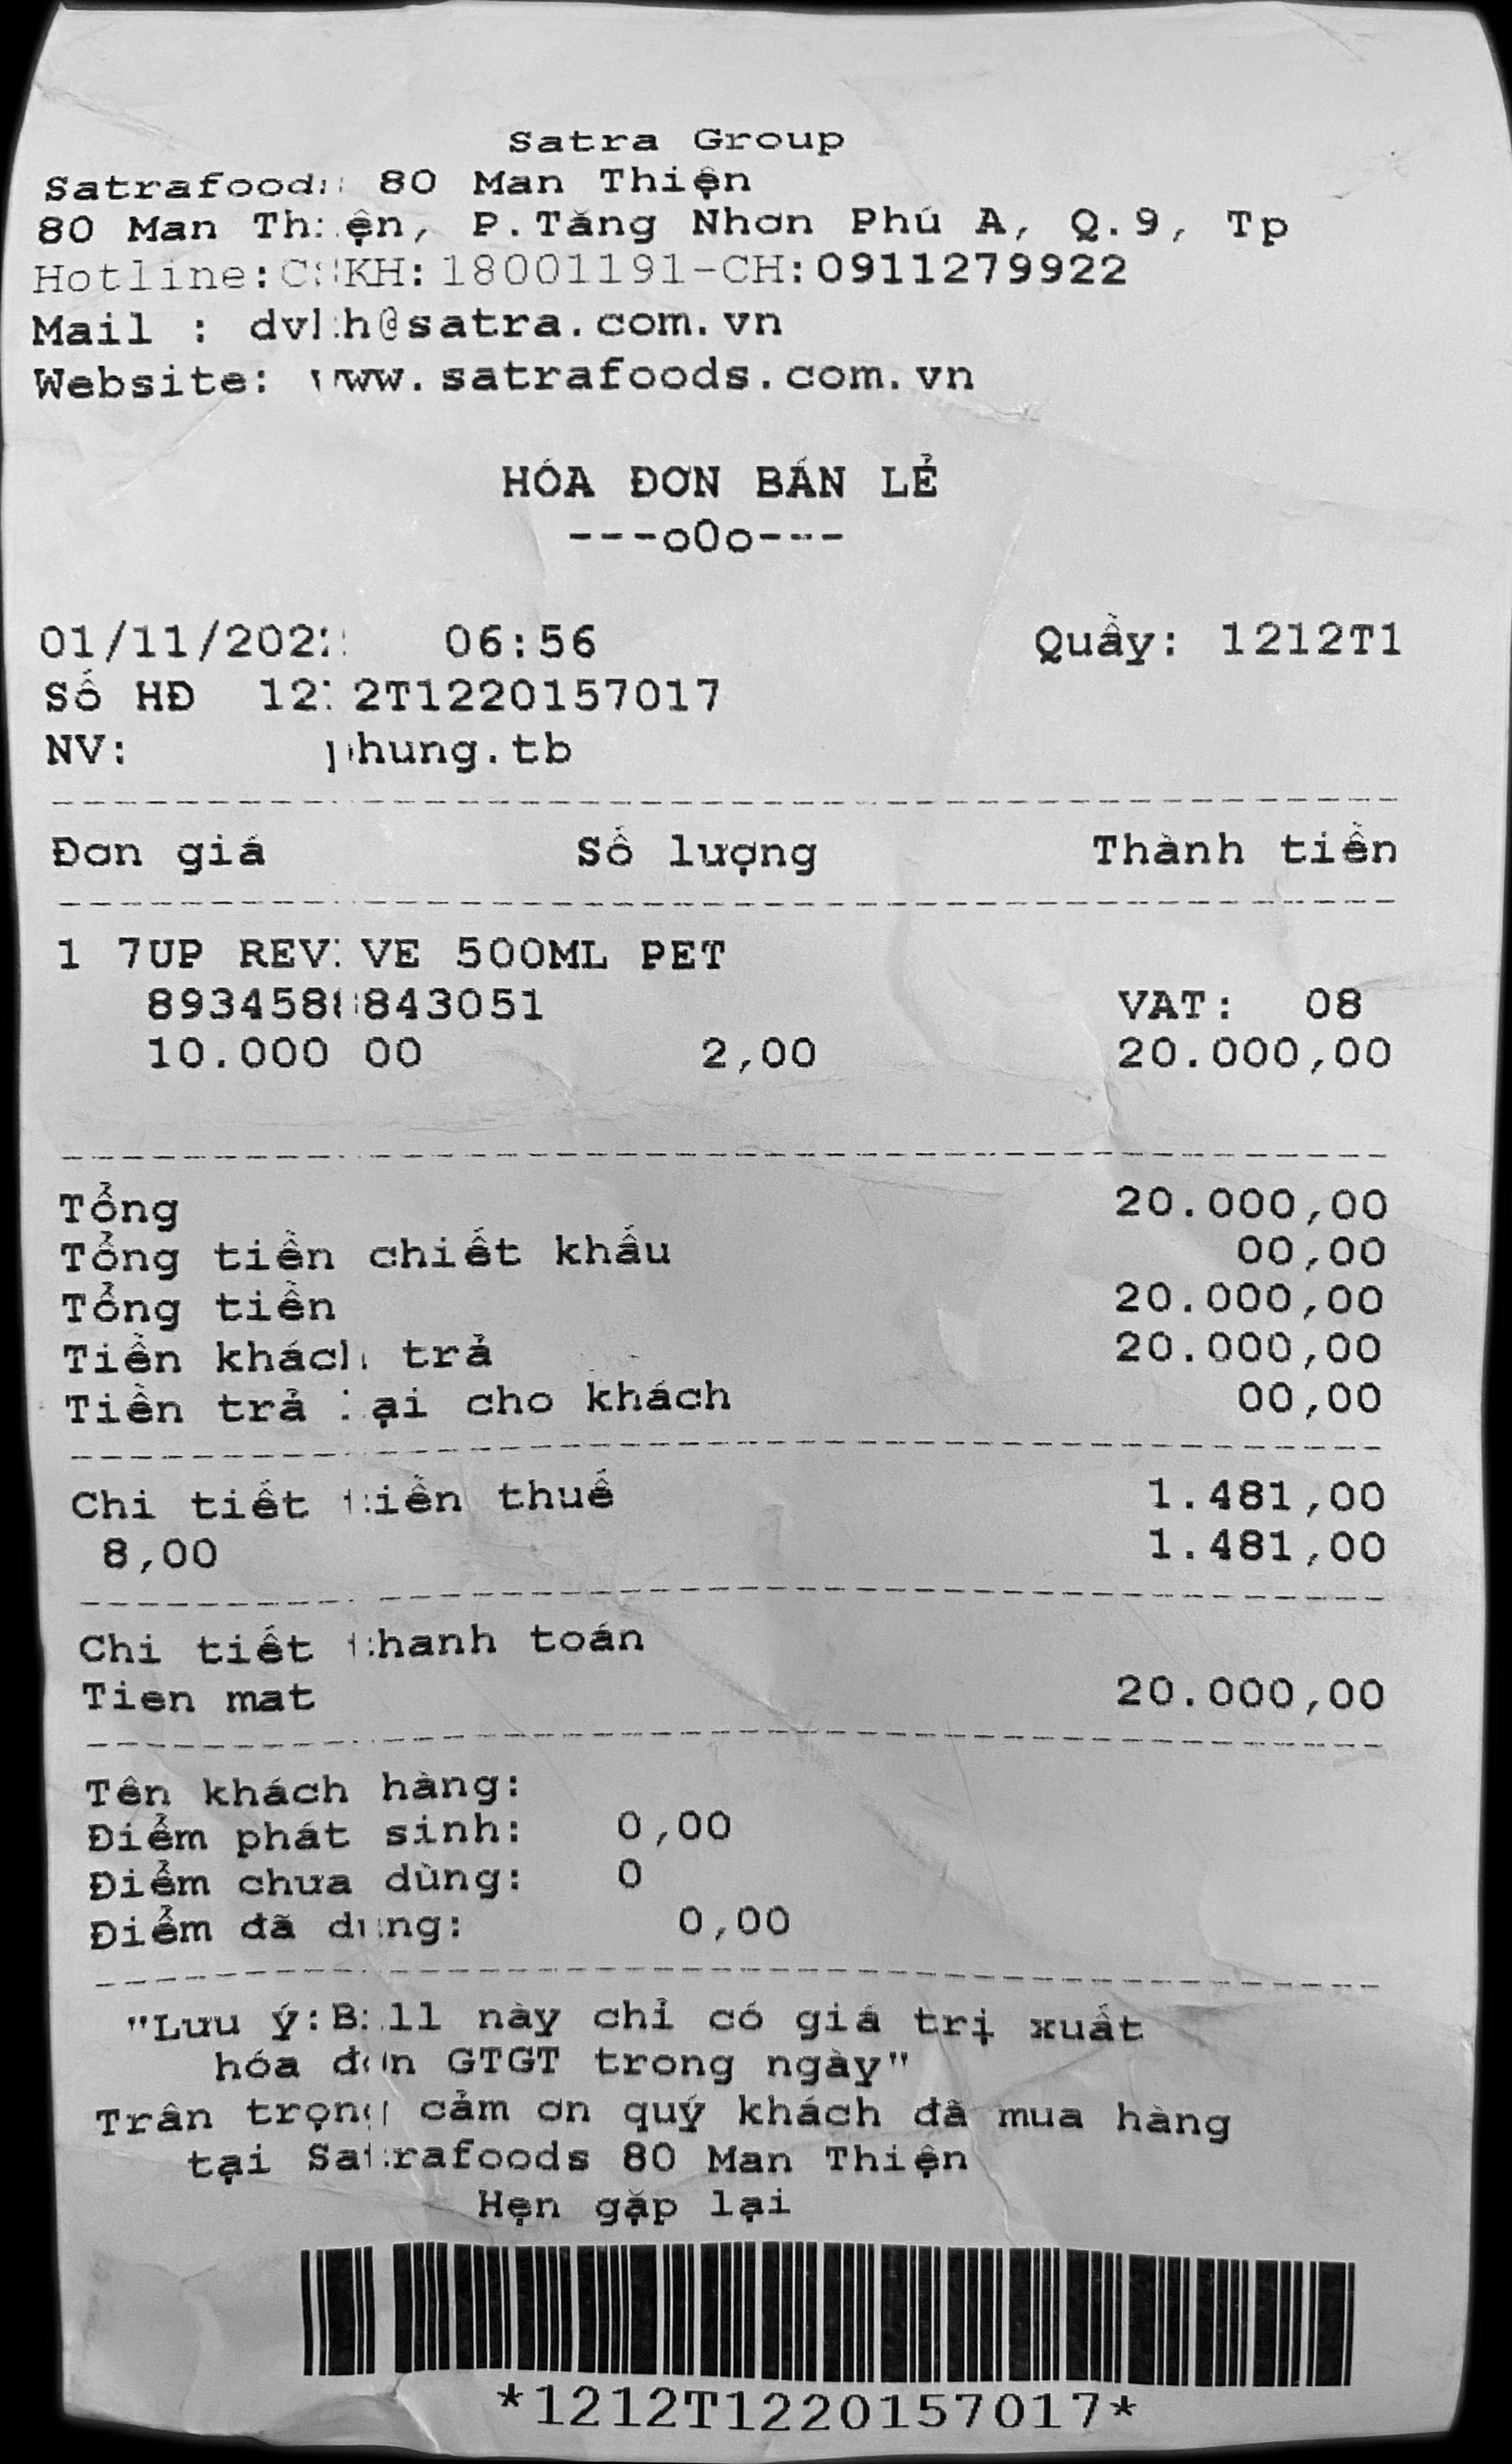 Satra Group
Satrafoods 80 Man Thiện
80 Man Thiện, P.Tăng Nhơn Phú A, Q.9, Tp
Hotline:CSKH:18001191-CH:0911279922
Mail : dvkh@satra.com.vn
Website: www.satrafoods.com.vn
HÓA ĐƠN BÁN LẺ
---oOo---
01/11/2022 06:56 Quầy: 1212T1
Số HĐ 1212T1220157017
NV: phung.tb
Đơn giá Số lượng Thành tiền
1 7UP REVIVE 500ML PET
8934588843051 VAT: 08
10.000,00 2,00 20.000,00
Tổng 20.000,00
Tổng tiền chiết khấu 00,00
Tổng tiền 20.000,00
Tiền khách trả 20.000,00
Tiền trả lại cho khách 00,00
Chi tiết tiền thuế 1.481,00
8,00 1.481,00
Chi tiết thanh toán
Tien mat 20.000,00
Tên khách hàng:
Điểm phát sinh: 0,00
Điểm chưa dùng: 0
Điểm đã dùng: 0,00
"Lưu ý:Bill này chỉ có giá trị xuất
hóa đơn GTGT trong ngày"
Trân trọng cảm ơn quý khách đã mua hàng
tại Satrafoods 80 Man Thiện
Hẹn gặp lại
*1212T1220157017*